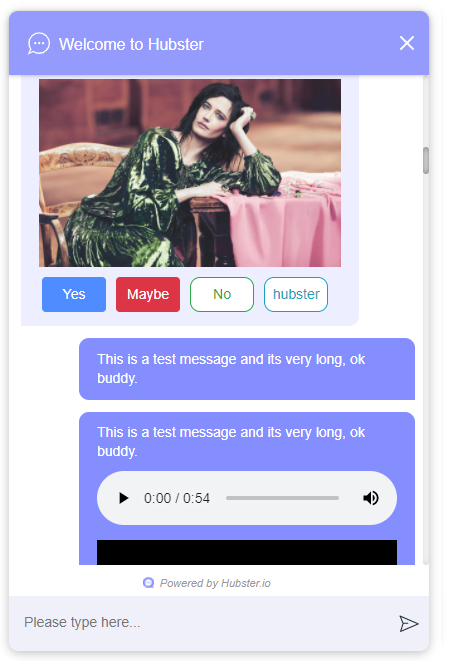 Welcome to Hubster
Yes
Maybe
No
hubster
This is a test message and its very long, ok
buddy.
This is a test message and its very long, ok
buddy.
0:00 / 0:54
Powered by Hubster.io
Please type here...